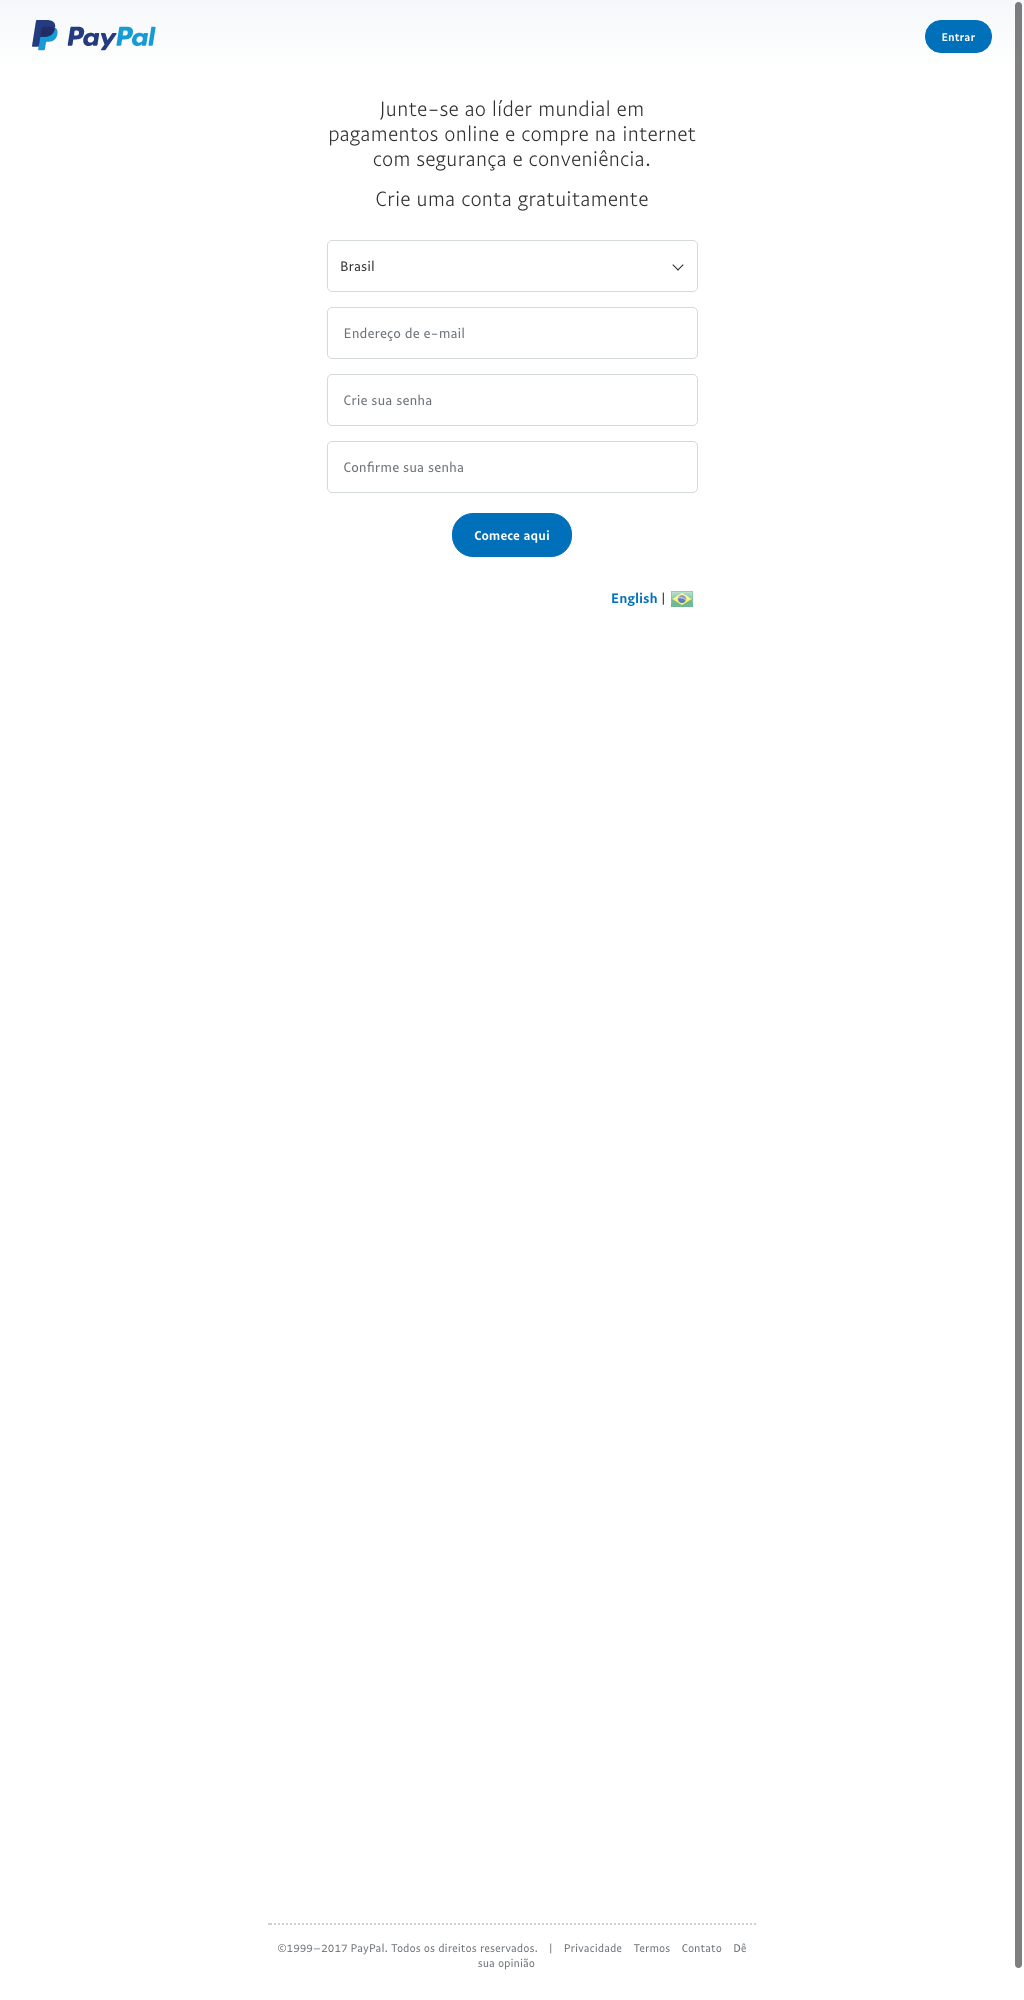 PayPal
Entrar
Junte-se ao líder mundial em
pagamentos online e compre na internet
com segurança e conveniência.
Crie uma conta gratuitamente
Brasil
Endereço de e-mail
Crie sua senha
Confirme sua senha
Comece aqui
English |
©1999–2017 PayPal. Todos os direitos reservados. | Privacidade Termos Contato Dê
sua opinião